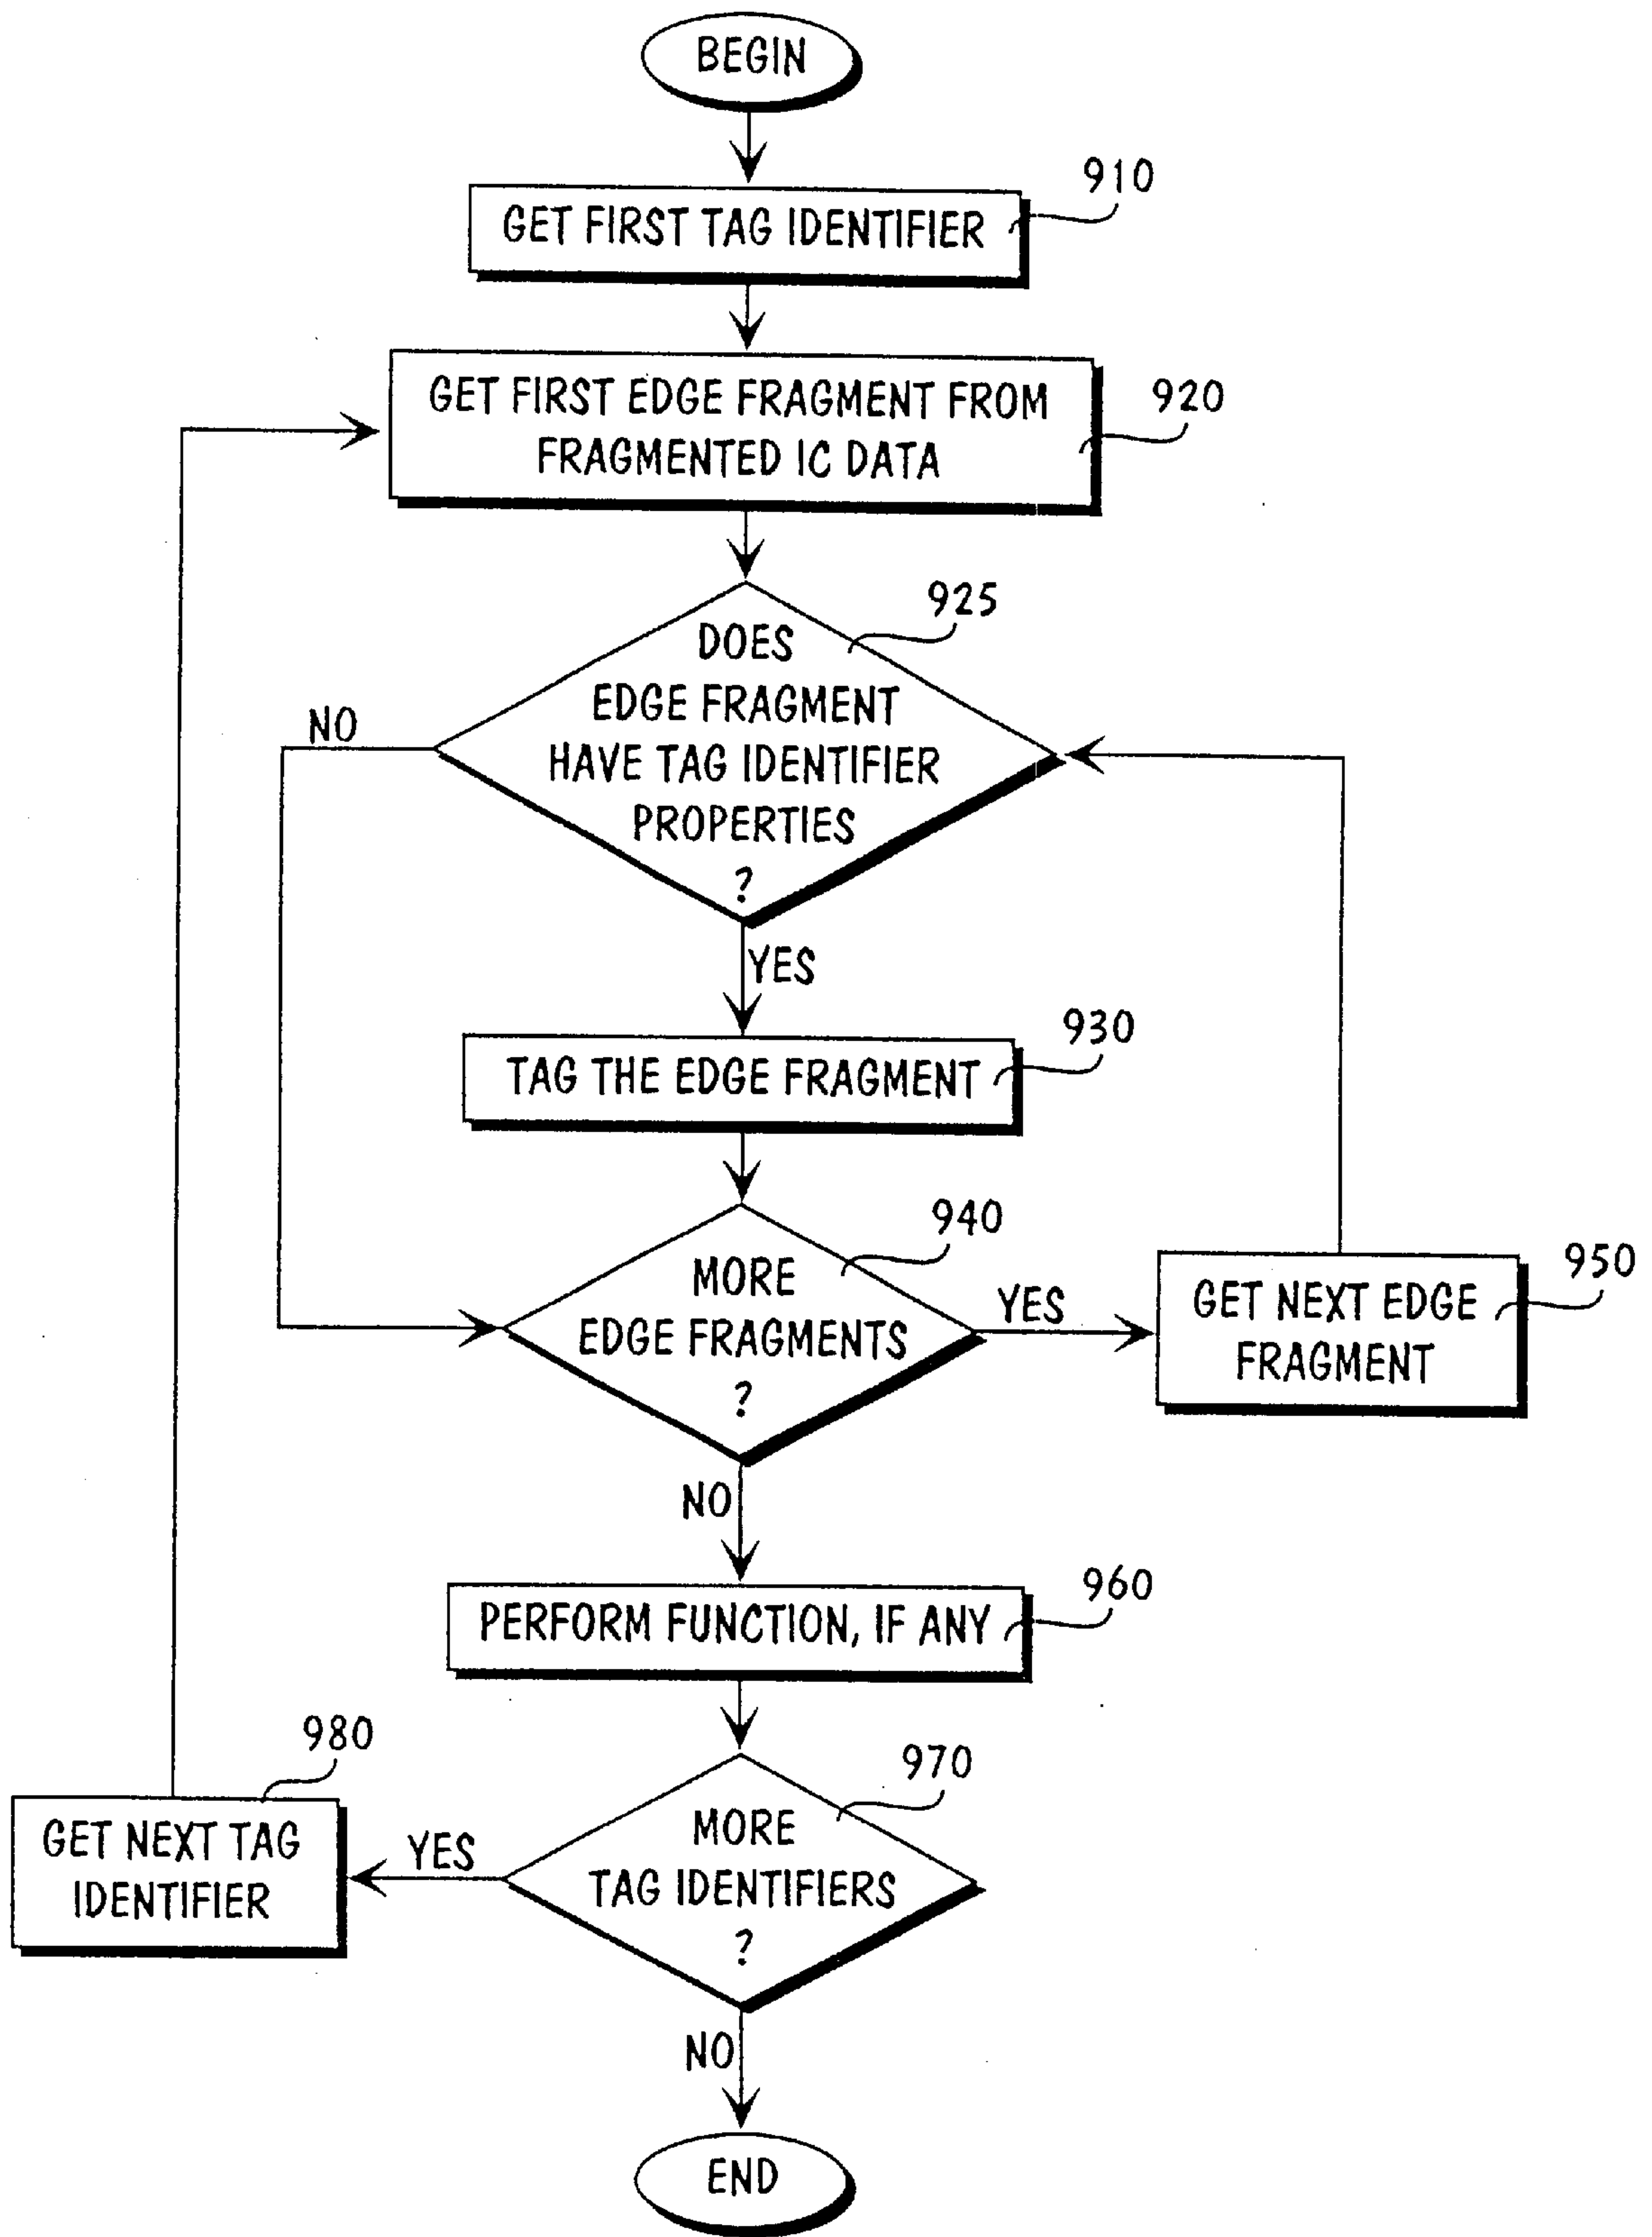 BEGIN
910
GET FIRST TAG IDENTIFIER
920
GET FIRST EDGE FRAGMENT FROM
FRAGMENTED IC DATA
925
DOES
EDGE FRAGMENT
HAVE TAG IDENTIFIER
PROPERTIES
?
NO
YES
930
TAG THE EDGE FRAGMENT
940
MORE
EDGE FRAGMENTS
?
YES
950
GET NEXT EDGE
FRAGMENT
NO
960
PERFORM FUNCTION, IF ANY
970
MORE
TAG IDENTIFIERS
?
YES
980
GET NEXT TAG
IDENTIFIER
NO
END